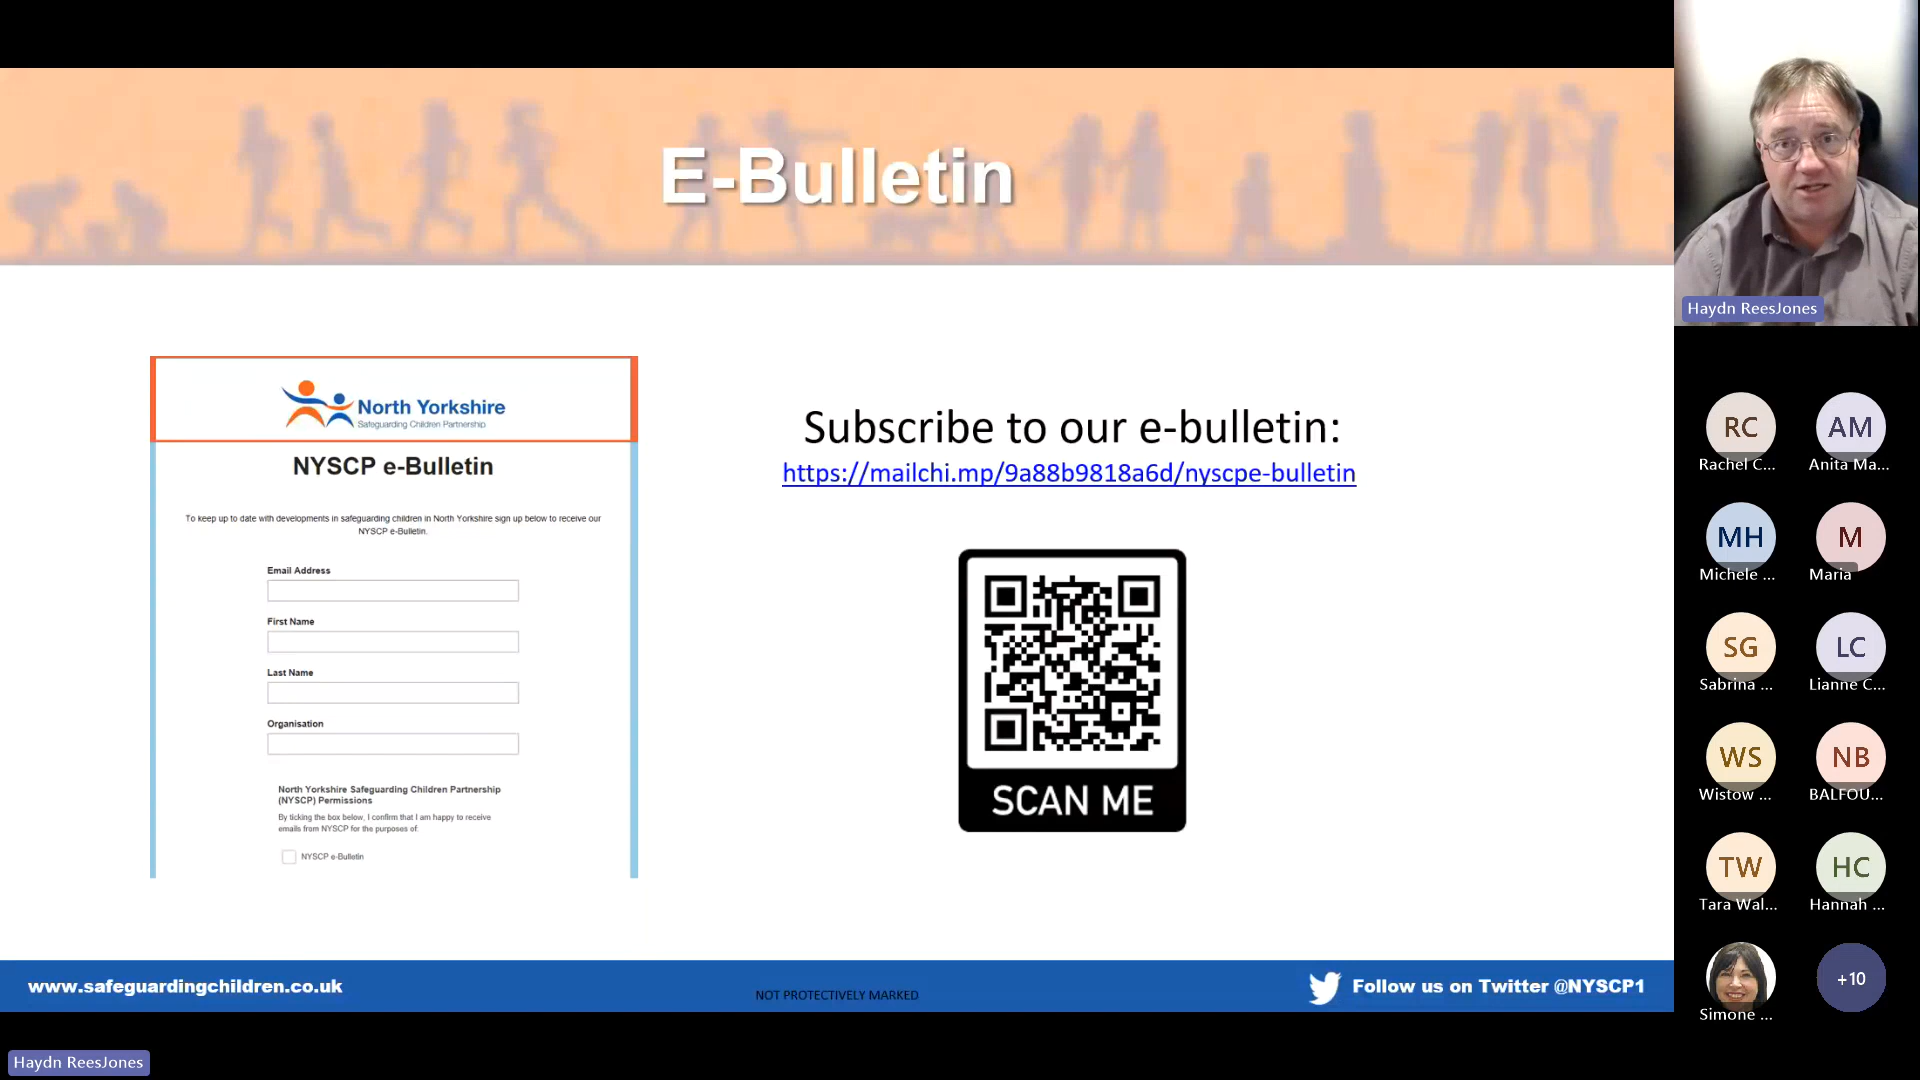 E-Bulletin
North Yorkshire
Safeguarding Children Partnership
NYSCP e-Bulletin
To keep up to date with developments in safeguarding children in North Yorkshire sign up below to receive our
NYSCP e-Bulletin.
Email Address
First Name
Last Name
Organisation
North Yorkshire Safeguarding Children Partnership
(NYSCP) Permissions
By ticking the box below, I confirm that I am happy to receive
emails from NYSCP for the purposes of:
NYSCP e-Bulletin
Subscribe to our e-bulletin:
https://mailchi.mp/9a88b9818a6d/nyscpe-bulletin
SCAN ME
www.safeguardingchildren.co.uk
NOT PROTECTIVELY MARKED
Follow us on Twitter @NYSCP1
Haydn ReesJones
Haydn ReesJones
RC
AM
Rachel C...
Anita Ma...
MH
M
Michele ...
Maria
SG
LC
Sabrina ...
Lianne C...
WS
NB
Wistow ...
BALFOU...
TW
HC
Tara Wal...
Hannah ...
+10
Simone ...